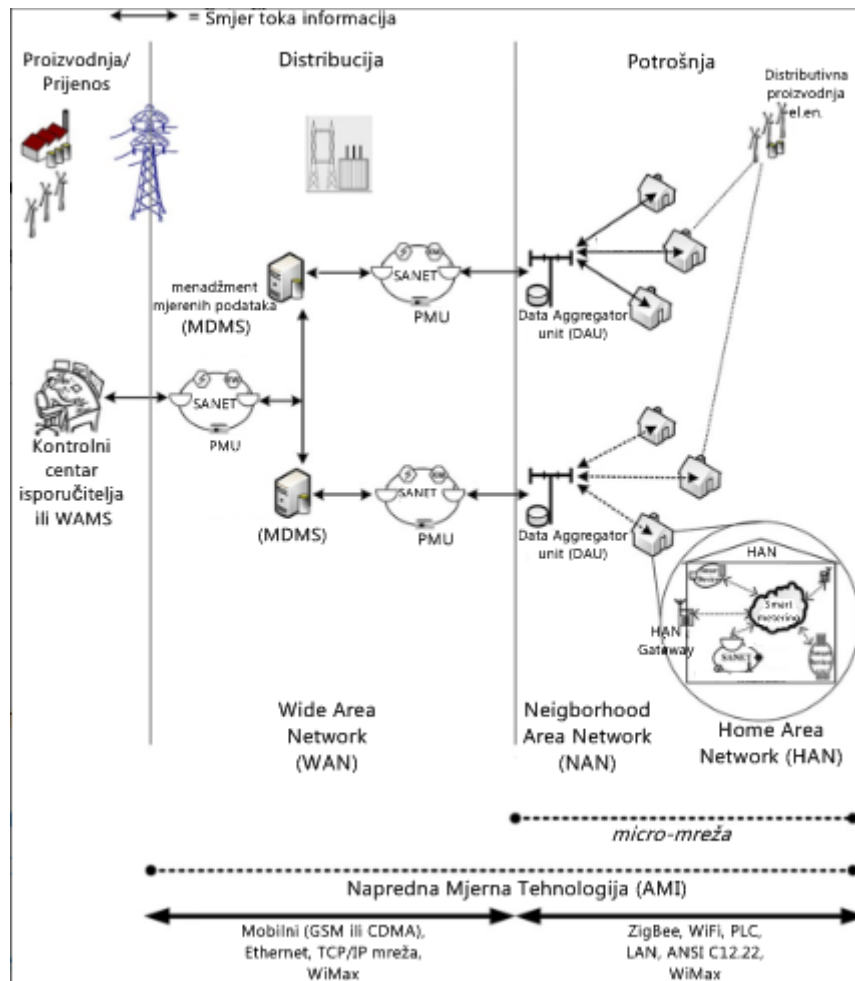 = Smjer toka informacija
Proizvodnja/
Prijenos
Distribucija
Potrošnja
Distributivna
proizvodnja
el.en.
menadžment
mjerenih podataka
(MDMS)
SANET
PMU
Data Aggregator
unit (DAU)
SANET
PMU
Kontrolni
centar
isporučitelja
ili WAMS
(MDMS)
SANET
PMU
Data Aggregator
unit (DAU)
HAN
Smart
metering
HAN
Gateway
SANET
Wide Area
Network
(WAN)
Neigborhood
Area Network
(NAN)
Home Area
Network (HAN)
micro-mreža
Napredna Mjerna Tehnologija (AMI)
Mobilni (GSM ili CDMA),
Ethernet, TCP/IP mreža,
WiMax
ZigBee, WiFi, PLC,
LAN, ANSI C12.22,
WiMax